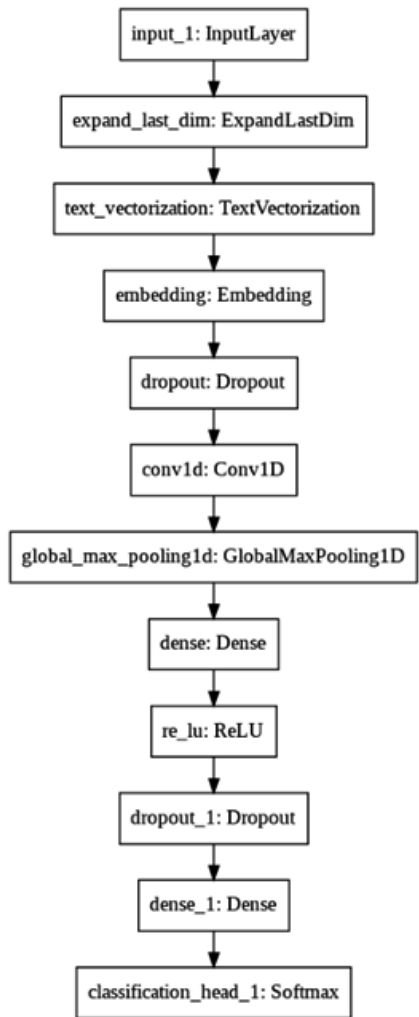 input_1: InputLayer
expand_last_dim: ExpandLastDim
text_vectorization: TextVectorization
embedding: Embedding
dropout: Dropout
conv1d: Conv1D
global_max_pooling1d: GlobalMaxPooling1D
dense: Dense
re_lu: ReLU
dropout_1: Dropout
dense_1: Dense
classification_head_1: Softmax